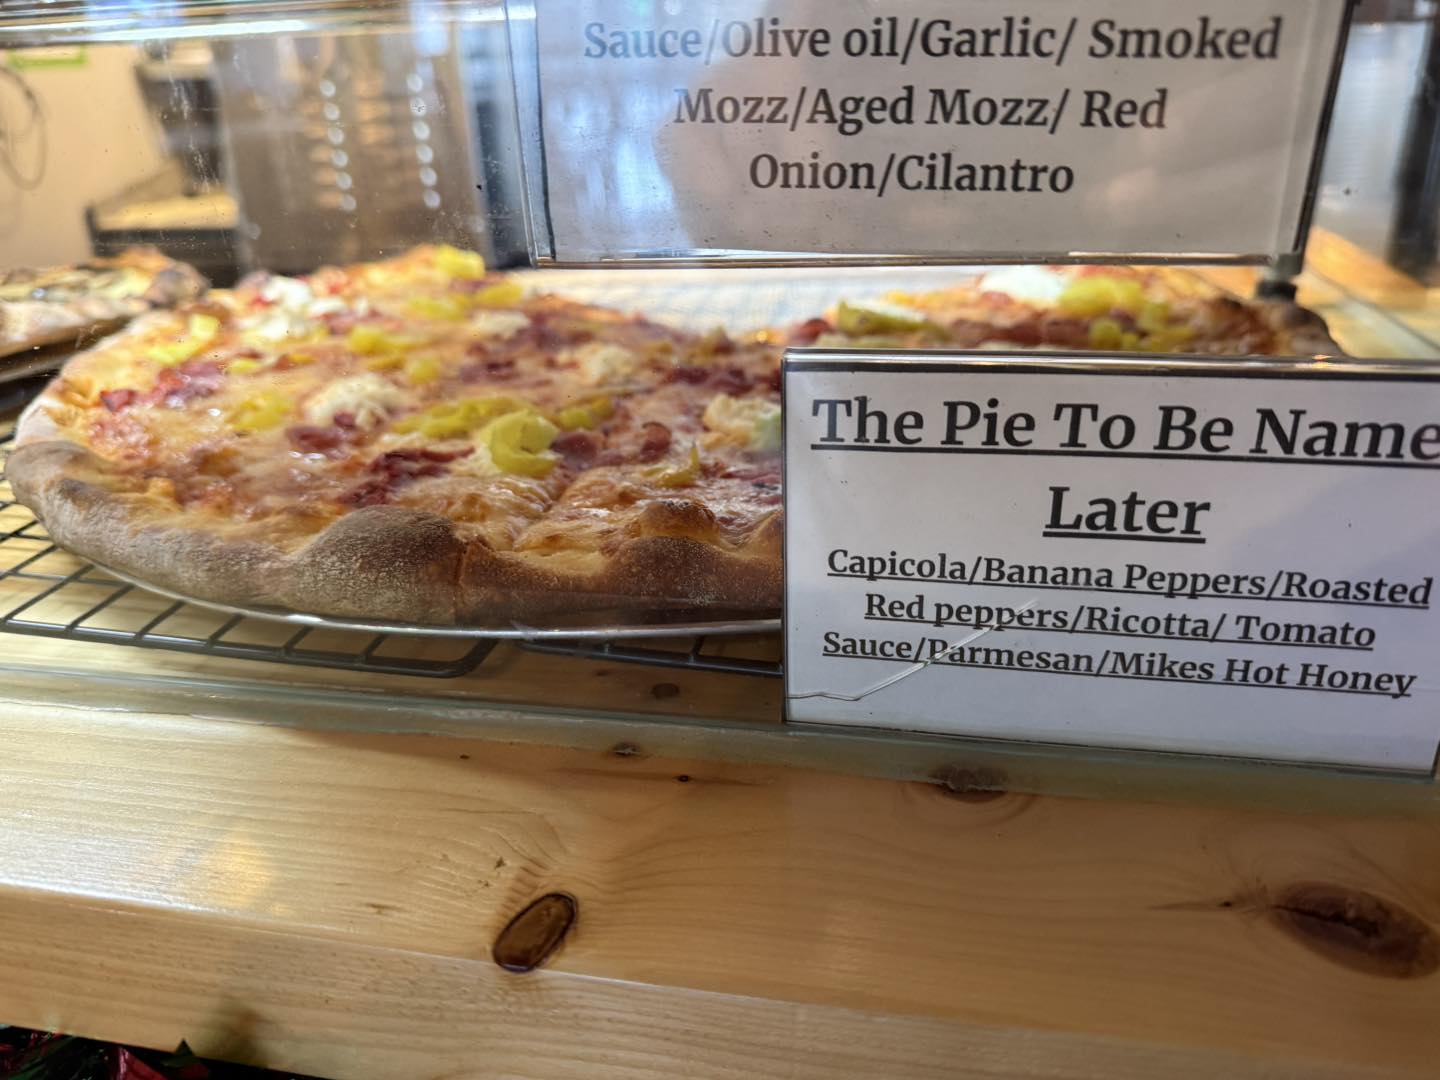 Sauce/Olive oil/Garlic/ Smoked
Mozz/Aged Mozz/ Red
Onion/Cilantro
The Pie To Be Name
Later
Capicola/Banana Peppers/Roasted
Red peppers/Ricotta/ Tomato
Sauce/Parmesan/Mikes Hot Honey